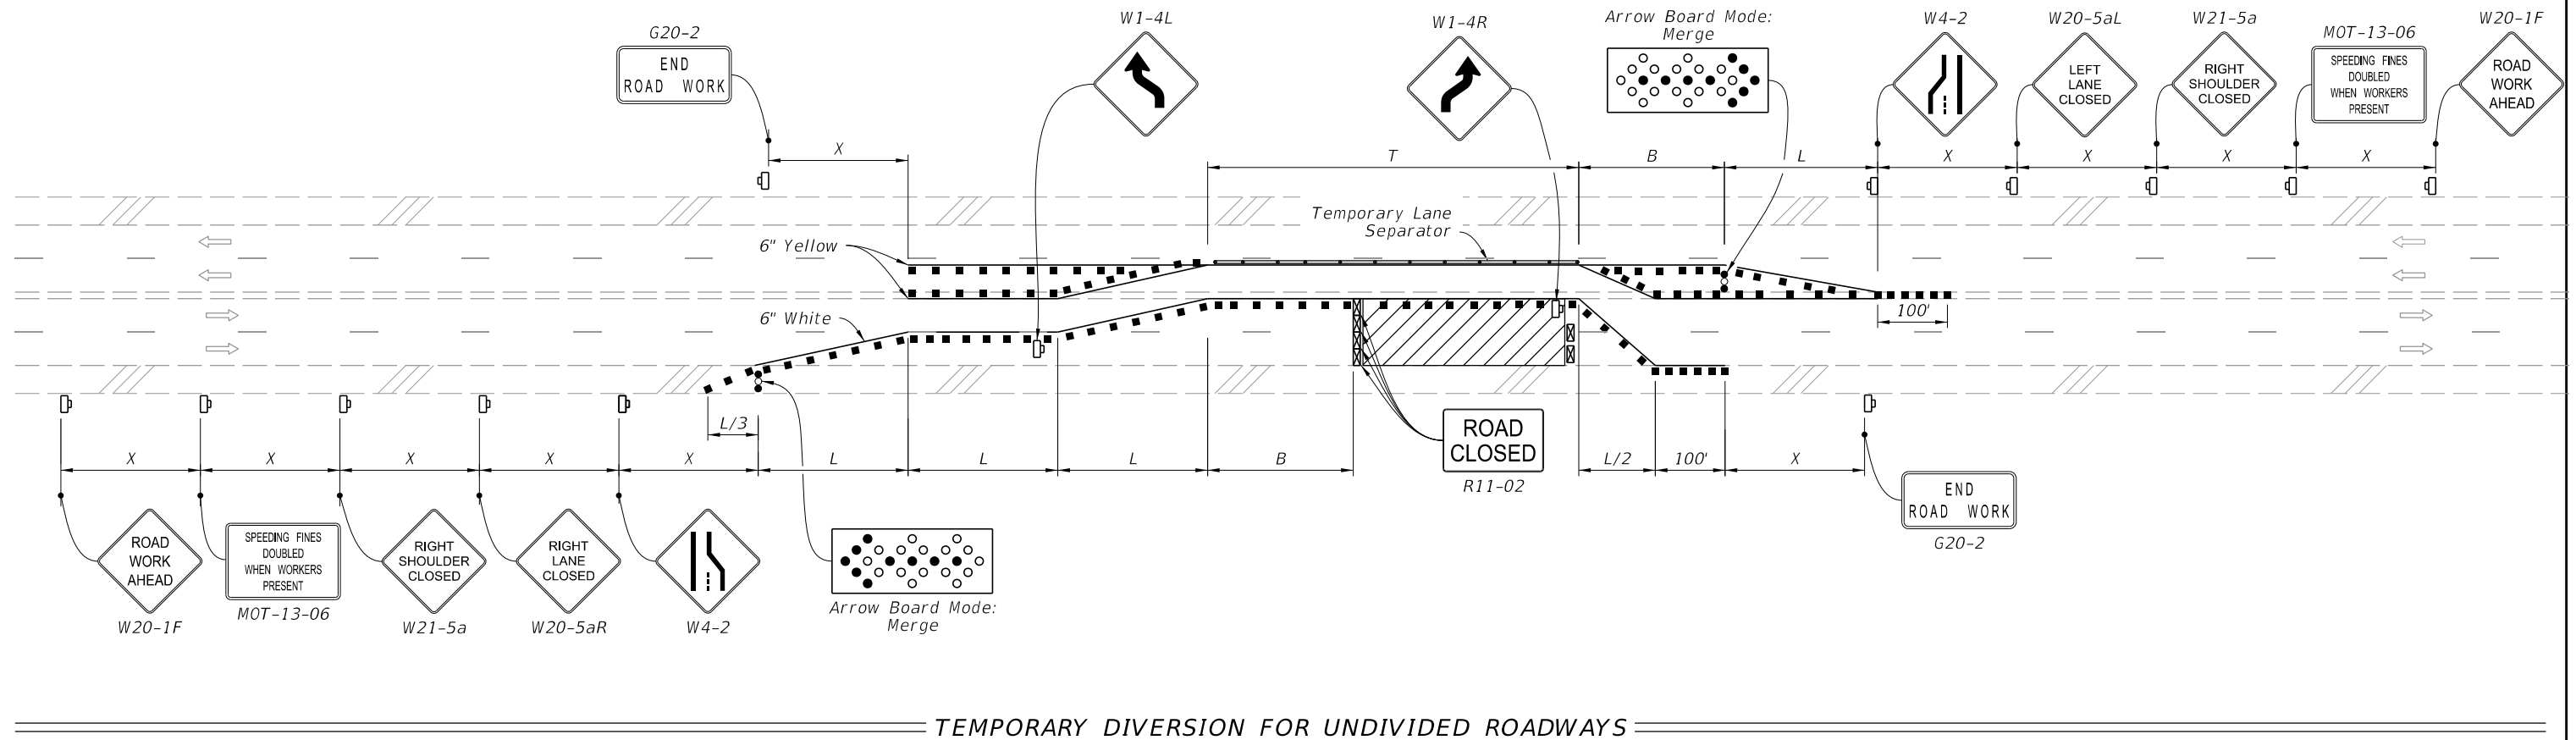 W1-4L
W1-4R
Arrow Board Mode:
Merge
W4-2
W20-5aL
W21-5a
MOT-13-06
W20-1F
G20-2
END
ROAD WORK
LEFT
LANE
CLOSED
RIGHT
SHOULDER
CLOSED
SPEEDING FINES
DOUBLED
WHEN WORKERS
PRESENT
ROAD
WORK
AHEAD
X
T
B
L
X
X
X
X
Temporary Lane
Separator
6" Yellow
6" White
100'
L/3
X
X
X
X
X
L
L
L
B
ROAD
CLOSED
R11-02
L/2
100'
X
END
ROAD WORK
G20-2
ROAD
WORK
AHEAD
W20-1F
SPEEDING FINES
DOUBLED
WHEN WORKERS
PRESENT
MOT-13-06
RIGHT
SHOULDER
CLOSED
W21-5a
RIGHT
LANE
CLOSED
W20-5aR
W4-2
Arrow Board Mode:
Merge
TEMPORARY DIVERSION FOR UNDIVIDED ROADWAYS